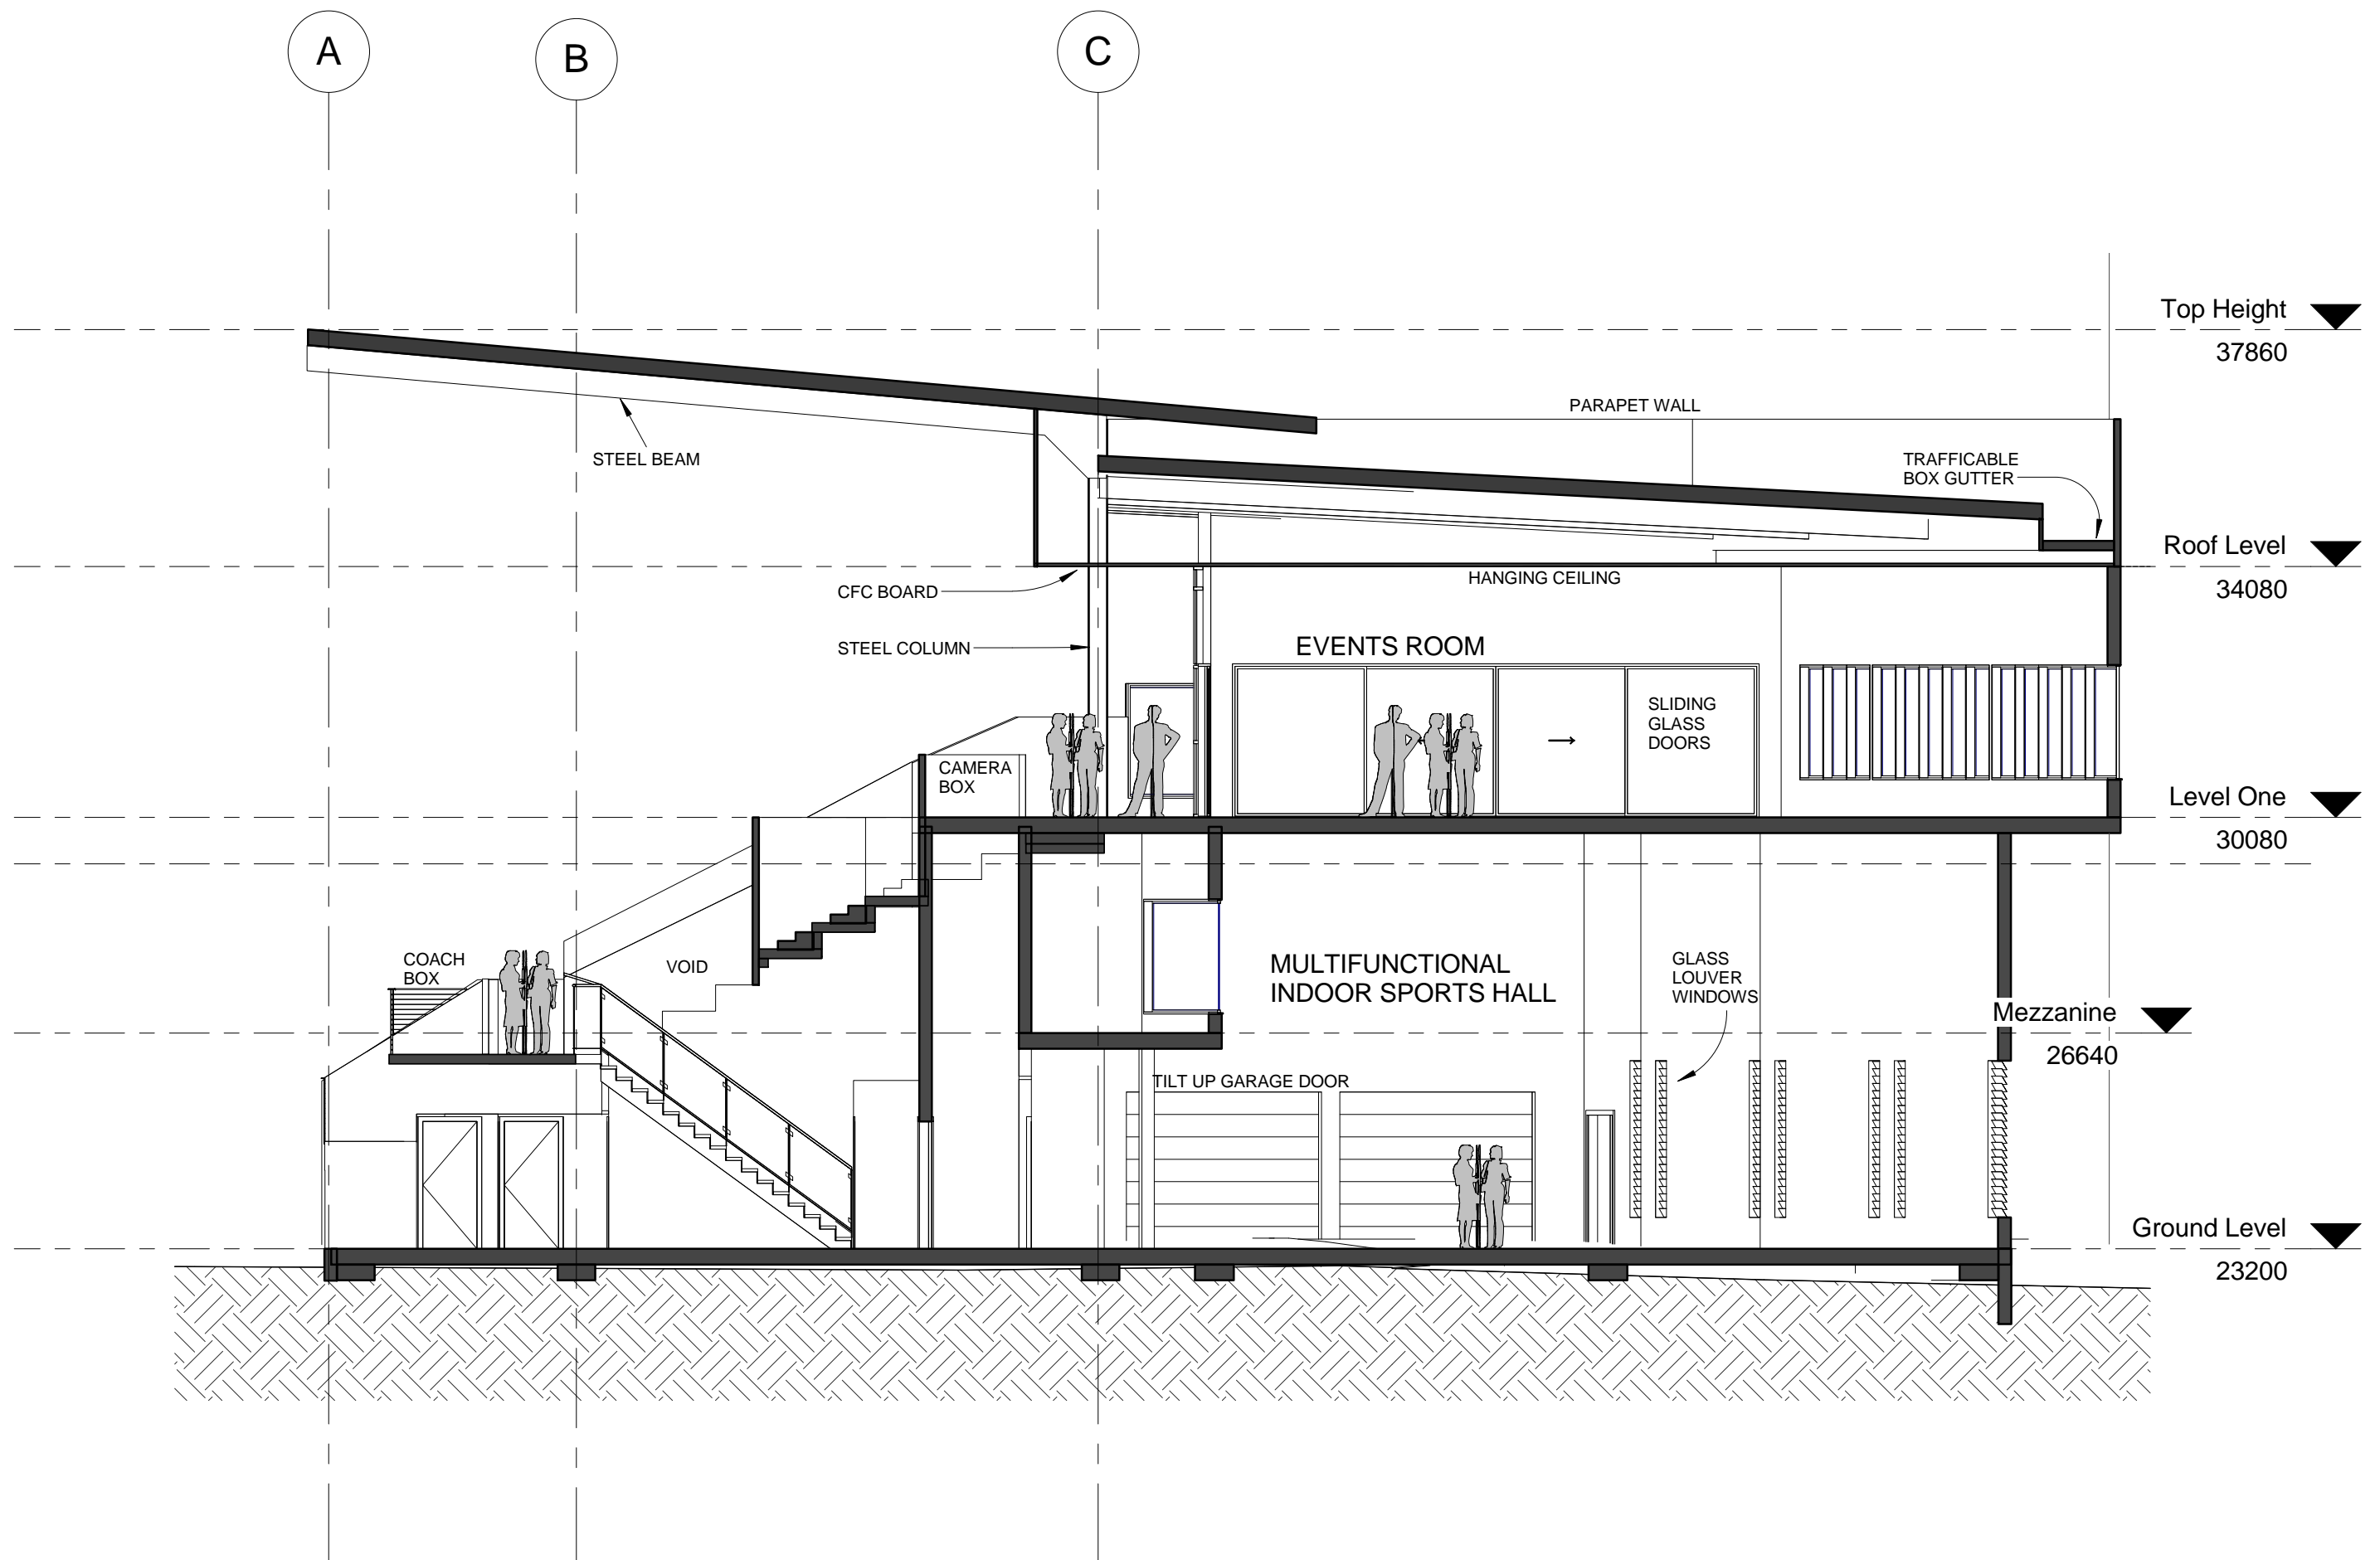 A
B
C
Top Height
37860
PARAPET WALL
STEEL BEAM
TRAFFICABLE
BOX GUTTER
Roof Level
34080
HANGING CEILING
CFC BOARD
STEEL COLUMN
EVENTS ROOM
SLIDING
GLASS
DOORS
CAMERA
BOX
Level One
30080
COACH
BOX
VOID
MULTIFUNCTIONAL
INDOOR SPORTS HALL
GLASS
LOUVER
WINDOWS
Mezzanine
26640
TILT UP GARAGE DOOR
Ground Level
23200